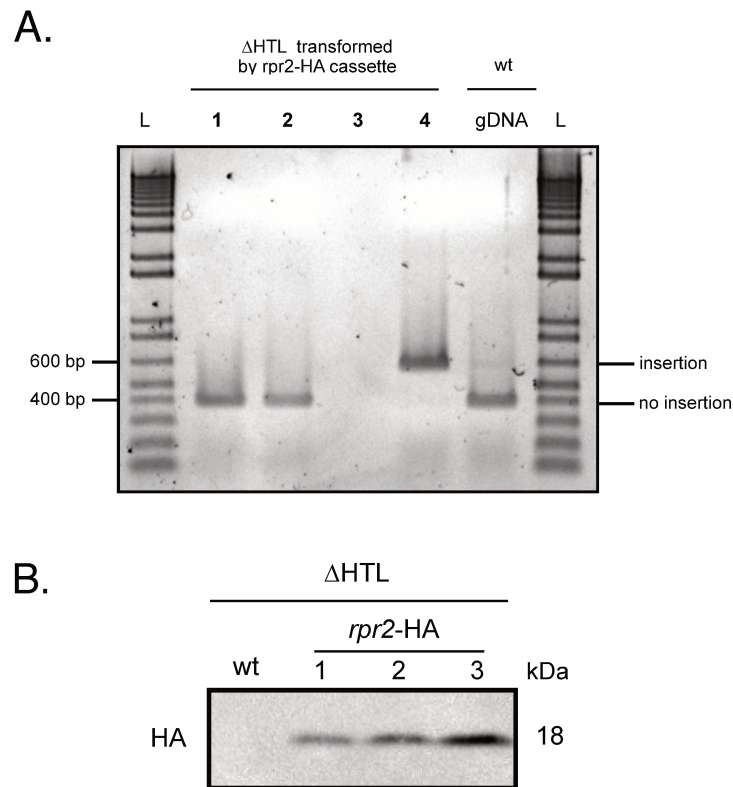 A.
ΔHTL transformed
by rpr2-HA cassette
wt
L 1 2 3 4 gDNA L
600 bp
insertion
400 bp
no insertion
B.
ΔHTL
rpr2-HA
wt 1 2 3 kDa
HA 18